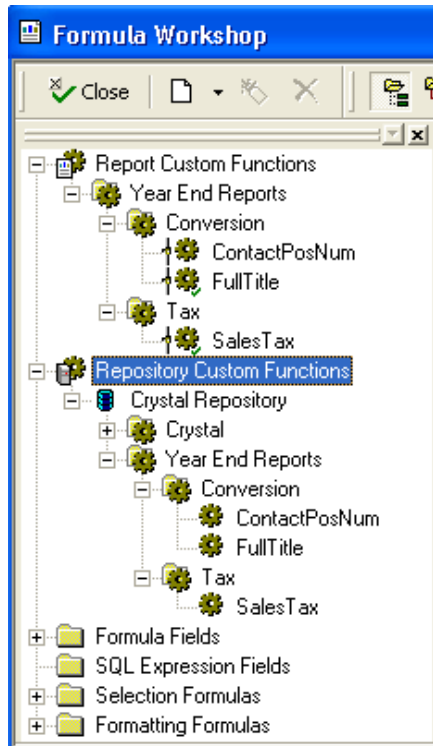 Formula Workshop
Close
Report Custom Functions
Year End Reports
Conversion
ContactPosNum
FullTitle
Tax
SalesTax
Repository Custom Functions
Crystal Repository
Crystal
Year End Reports
Conversion
ContactPosNum
FullTitle
Tax
SalesTax
Formula Fields
SQL Expression Fields
Selection Formulas
Formatting Formulas